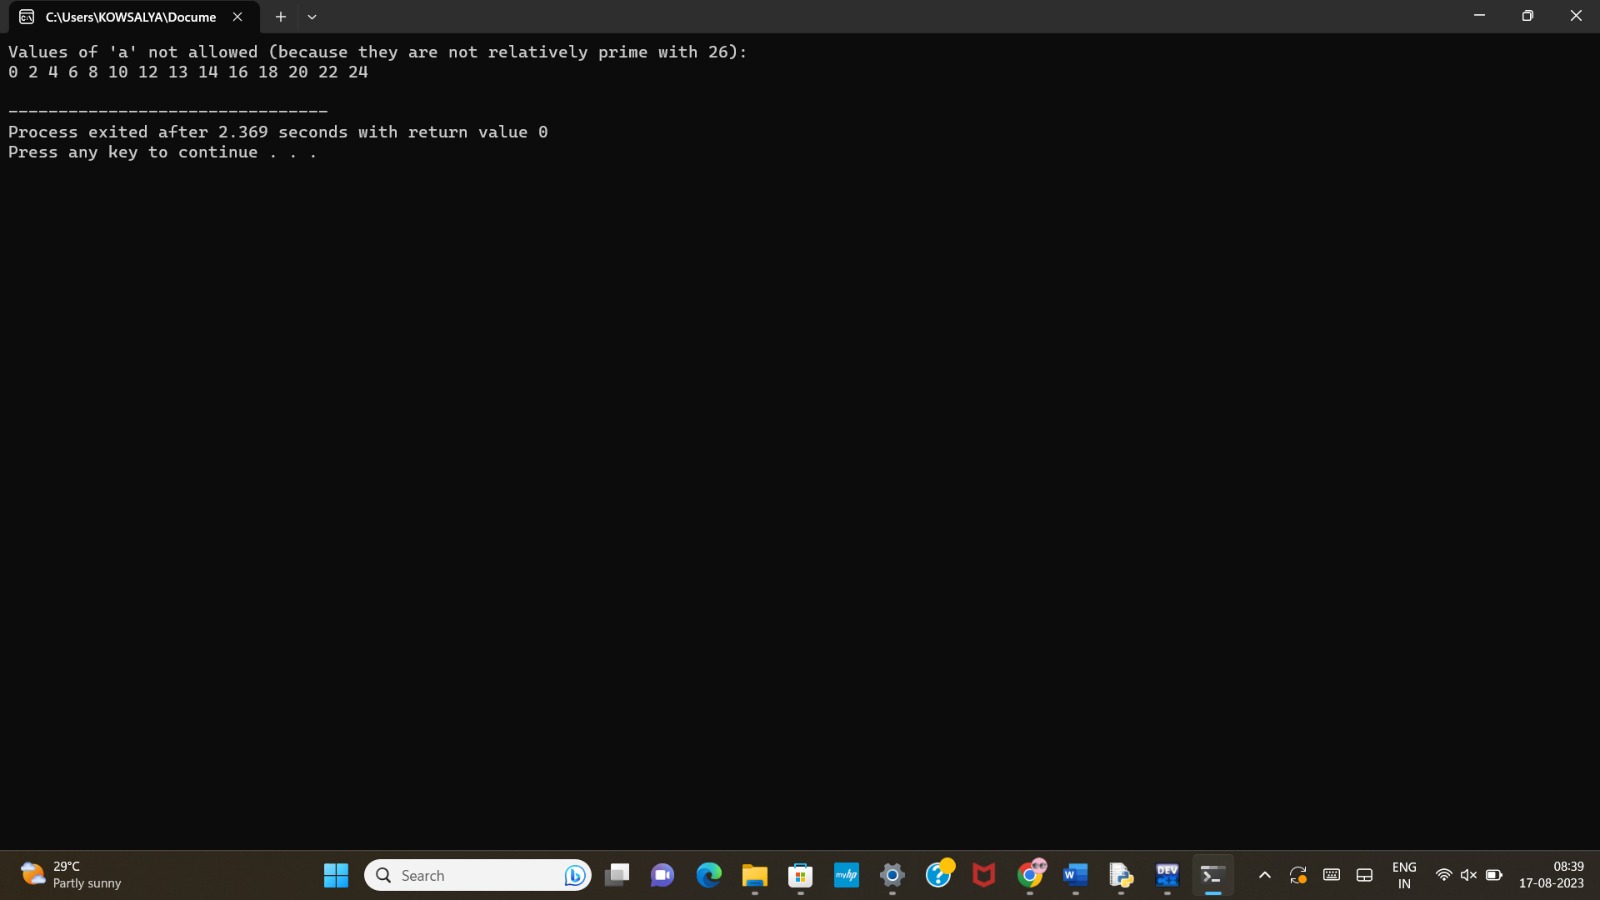 C:\Users\KOWSALYA\Docume
Values of 'a' not allowed (because they are not relatively prime with 26):
0 2 4 6 8 10 12 13 14 16 18 20 22 24
--------------------------------
Process exited after 2.369 seconds with return value 0
Press any key to continue . . .
29°C
Partly sunny
Search
myhp
W
DEV
ENG
IN
08:39
17-08-2023